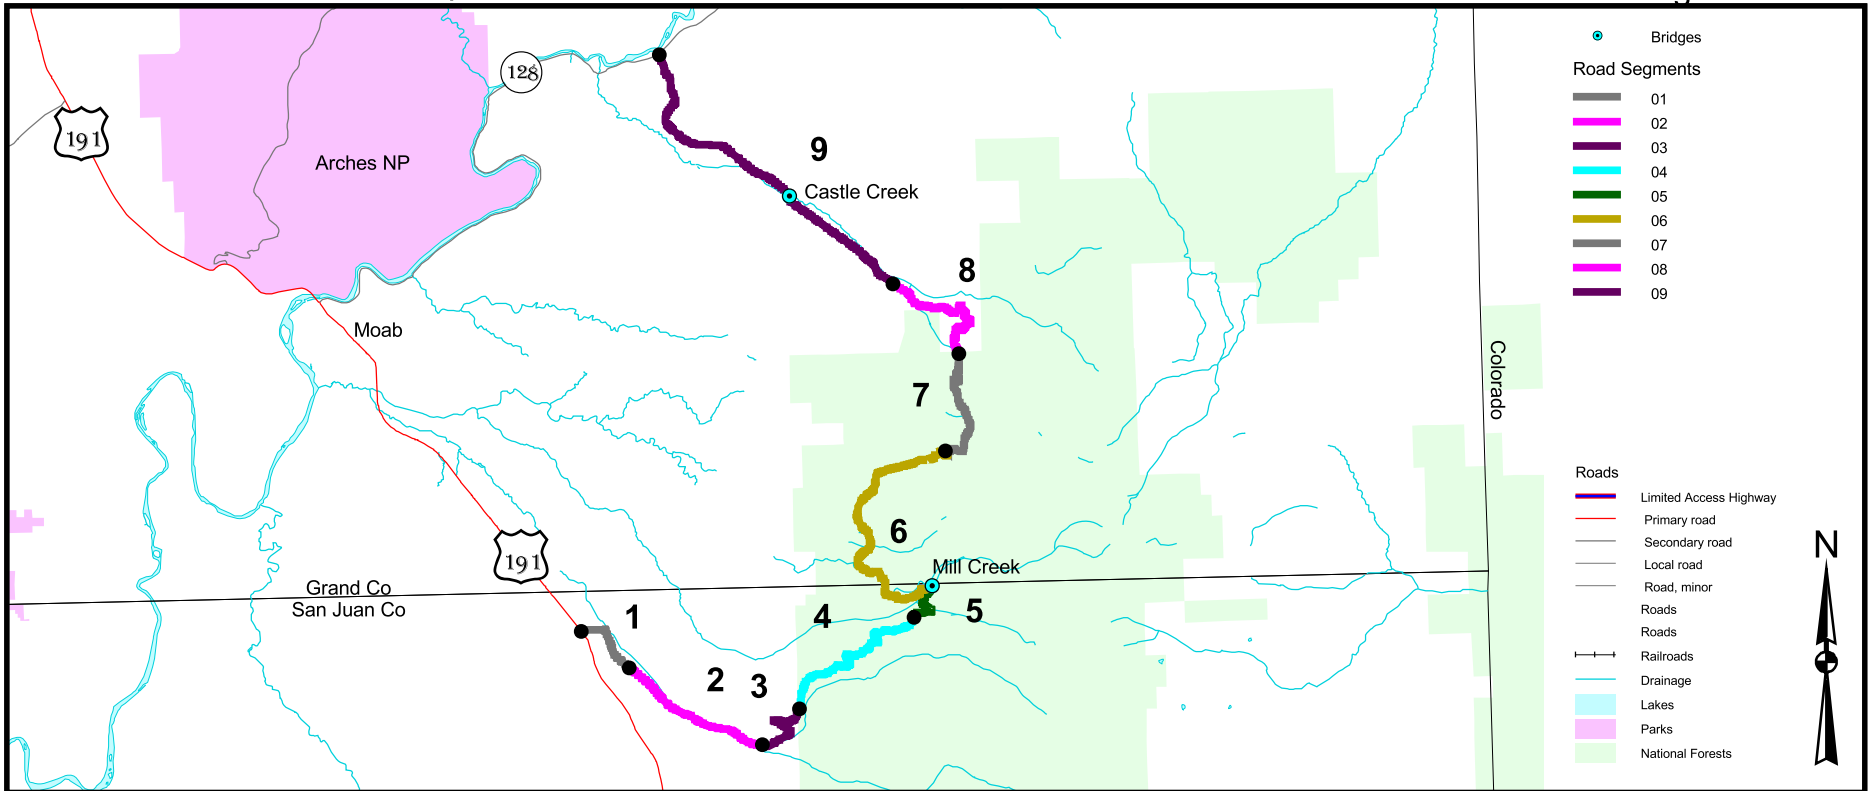 128
191
Arches NP
9
Castle Creek
8
Moab
7
6
Mill Creek
191
Grand Co
San Juan Co
1
4
5
2
3
Colorado
Bridges
Road Segments
01
02
03
04
05
06
07
08
09
Roads
Limited Access Highway
Primary road
Secondary road
Local road
Road, minor
Roads
Roads
Railroads
Drainage
Lakes
Parks
National Forests
N